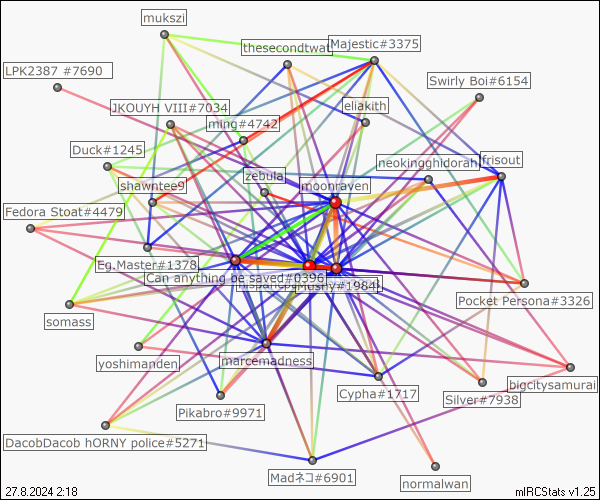 mukszi
thesecondtwat
Majestic#3375
LPK2387 #7690
Swirly Boi#6154
JKOUYH VIII#7034
eliakith
ming#4742
Duck#1245
neokingghidorah
frisout
zebula
shawntee9
moonraven
Fedora Stoat#4479
Eg.Master#1378
Can anything be saved#0396
#1984
Pocket Persona#3326
somass
yoshimanden
marcemadness
bigcitysamurai
Cypha#1717
Silver#7938
Pikabro#9971
DacobDacob hORNY police#5271
Madネコ#6901
normalwan
27.8.2024 2:18
mIRCStats v1.25